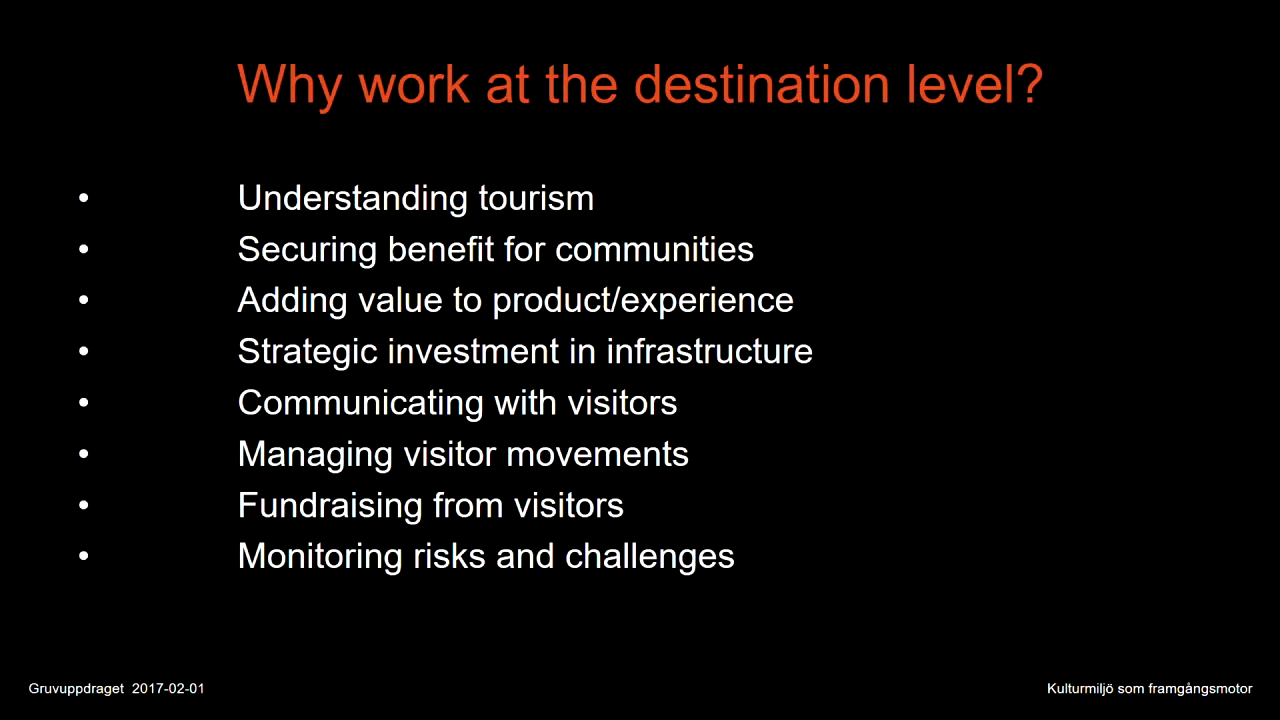 Why work at the destination level?
• Understanding tourism
• Securing benefit for communities
• Adding value to product/experience
• Strategic investment in infrastructure
• Communicating with visitors
• Managing visitor movements
• Fundraising from visitors
• Monitoring risks and challenges
Gruvuppdraget 2017-02-01
Kulturmiljö som framgångsmotor